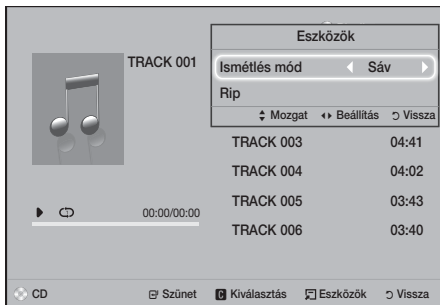 Eszközök
TRACK 001
Ismétlés mód Sáv
Rip
Mozgat Beállítás Vissza
TRACK 003 04:41
TRACK 004 04:02
TRACK 005 03:43
00:00/00:00
TRACK 006 03:40
CD Szünet C Kiválasztás Eszközök Vissza